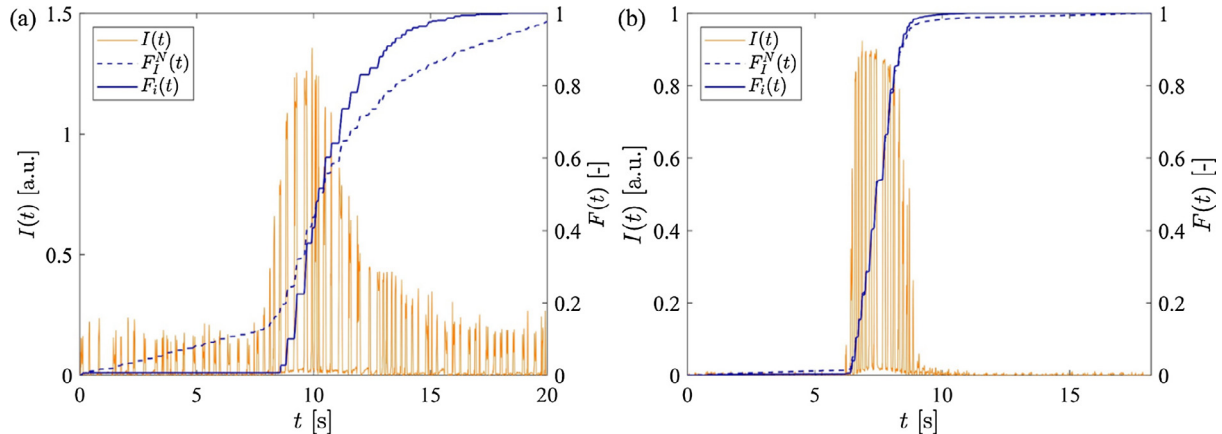 (a)
1.5
1
0.5
0
I(t) [a.u.]
I(t)
F_I^N(t)
F_i(t)
1
0.8
0.6
0.4
0.2
0
F(t) [-]
0 5 10 15 20
t [s]
(b)
1
0.8
0.6
0.4
0.2
0
I(t) [a.u.]
I(t)
F_I^N(t)
F_i(t)
1
0.8
0.6
0.4
0.2
0
F(t) [-]
0 5 10 15
t [s]